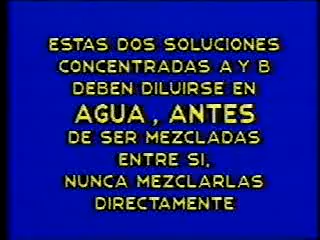 ESTAS DOS SOLUCIONES
CONCENTRADAS A Y B
DEBEN DILUIRSE EN
AGUA , ANTES
DE SER MEZCLADAS
ENTRE SI,
NUNCA MEZCLARLAS
DIRECTAMENTE